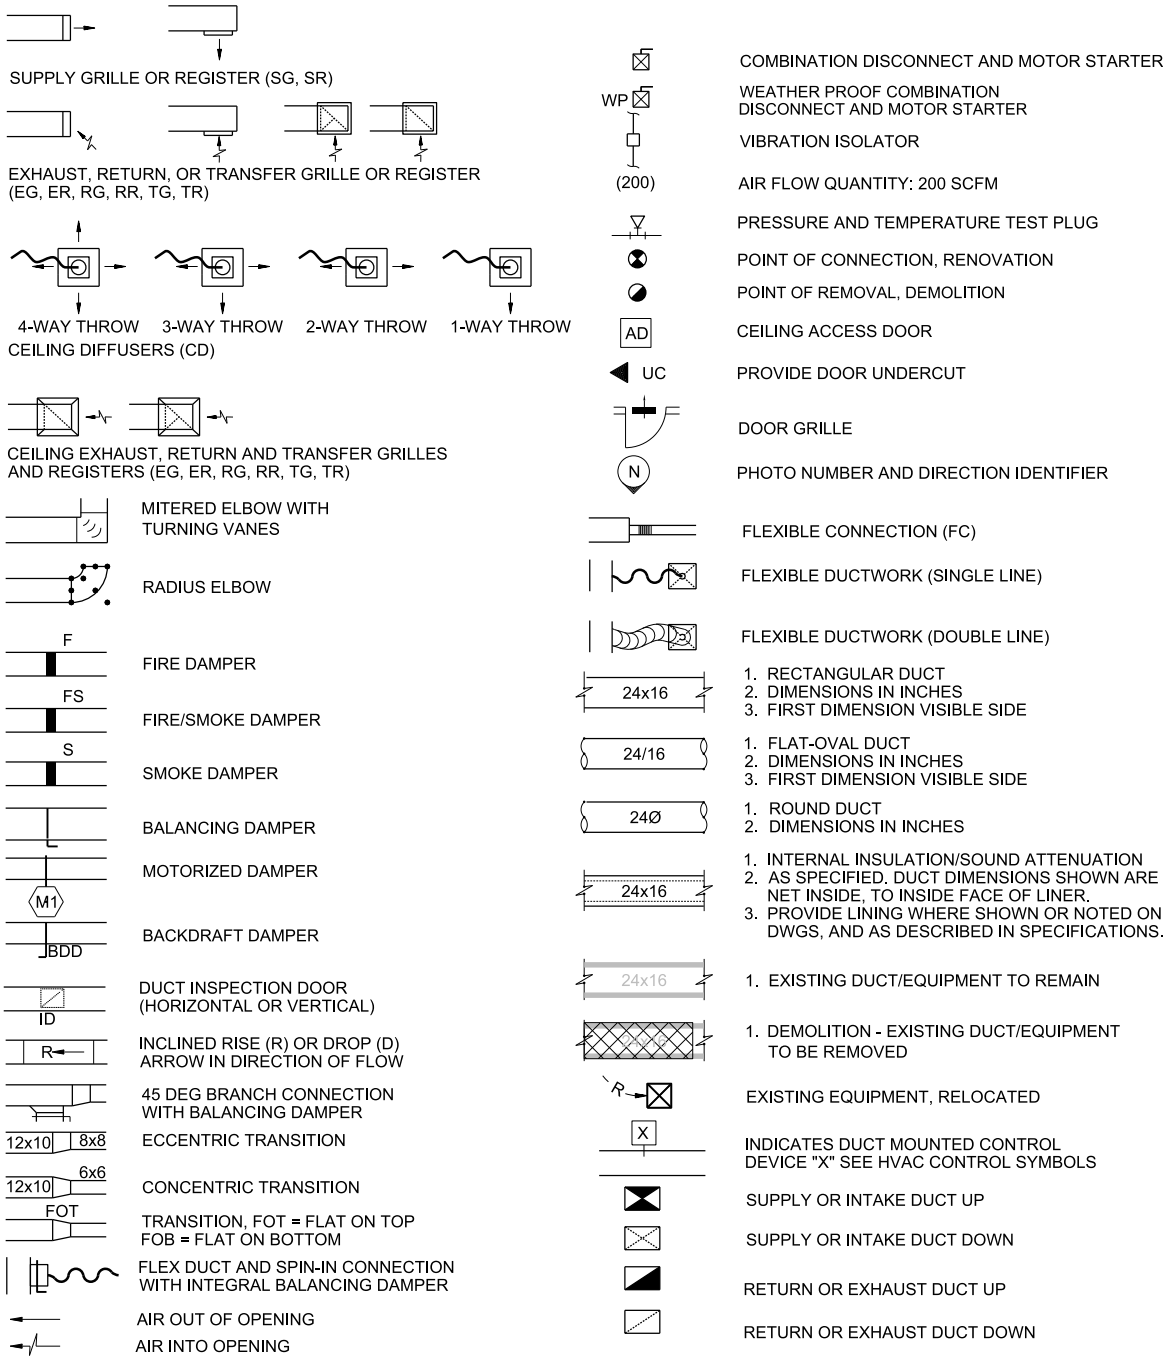 SUPPLY GRILLE OR REGISTER (SG, SR)
EXHAUST, RETURN, OR TRANSFER GRILLE OR REGISTER
(EG, ER, RG, RR, TG, TR)
4-WAY THROW 3-WAY THROW 2-WAY THROW 1-WAY THROW
CEILING DIFFUSERS (CD)
CEILING EXHAUST, RETURN AND TRANSFER GRILLES
AND REGISTERS (EG, ER, RG, RR, TG, TR)
MITERED ELBOW WITH
TURNING VANES
RADIUS ELBOW
F
FIRE DAMPER
FS
FIRE/SMOKE DAMPER
S
SMOKE DAMPER
BALANCING DAMPER
MOTORIZED DAMPER
M1
BACKDRAFT DAMPER
BDD
DUCT INSPECTION DOOR
(HORIZONTAL OR VERTICAL)
ID
INCLINED RISE (R) OR DROP (D)
R
ARROW IN DIRECTION OF FLOW
45 DEG BRANCH CONNECTION
WITH BALANCING DAMPER
12x10 8x8 ECCENTRIC TRANSITION
6x6
12x10 CONCENTRIC TRANSITION
FOT
TRANSITION, FOT = FLAT ON TOP
FOB = FLAT ON BOTTOM
FLEX DUCT AND SPIN-IN CONNECTION
WITH INTEGRAL BALANCING DAMPER
AIR OUT OF OPENING
AIR INTO OPENING
COMBINATION DISCONNECT AND MOTOR STARTER
WP WEATHER PROOF COMBINATION
DISCONNECT AND MOTOR STARTER
VIBRATION ISOLATOR
(200) AIR FLOW QUANTITY: 200 SCFM
PRESSURE AND TEMPERATURE TEST PLUG
POINT OF CONNECTION, RENOVATION
POINT OF REMOVAL, DEMOLITION
AD CEILING ACCESS DOOR
UC PROVIDE DOOR UNDERCUT
DOOR GRILLE
N PHOTO NUMBER AND DIRECTION IDENTIFIER
FLEXIBLE CONNECTION (FC)
FLEXIBLE DUCTWORK (SINGLE LINE)
FLEXIBLE DUCTWORK (DOUBLE LINE)
1. RECTANGULAR DUCT
24x16 2. DIMENSIONS IN INCHES
3. FIRST DIMENSION VISIBLE SIDE
1. FLAT-OVAL DUCT
24/16 2. DIMENSIONS IN INCHES
3. FIRST DIMENSION VISIBLE SIDE
1. ROUND DUCT
24Ø 2. DIMENSIONS IN INCHES
1. INTERNAL INSULATION/SOUND ATTENUATION
2. AS SPECIFIED. DUCT DIMENSIONS SHOWN ARE
24x16 NET INSIDE, TO INSIDE FACE OF LINER.
3. PROVIDE LINING WHERE SHOWN OR NOTED ON
DWGS, AND AS DESCRIBED IN SPECIFICATIONS.
24x16 1. EXISTING DUCT/EQUIPMENT TO REMAIN
1. DEMOLITION - EXISTING DUCT/EQUIPMENT
24x16 TO BE REMOVED
R EXISTING EQUIPMENT, RELOCATED
X
INDICATES DUCT MOUNTED CONTROL
DEVICE "X" SEE HVAC CONTROL SYMBOLS
SUPPLY OR INTAKE DUCT UP
SUPPLY OR INTAKE DUCT DOWN
RETURN OR EXHAUST DUCT UP
RETURN OR EXHAUST DUCT DOWN